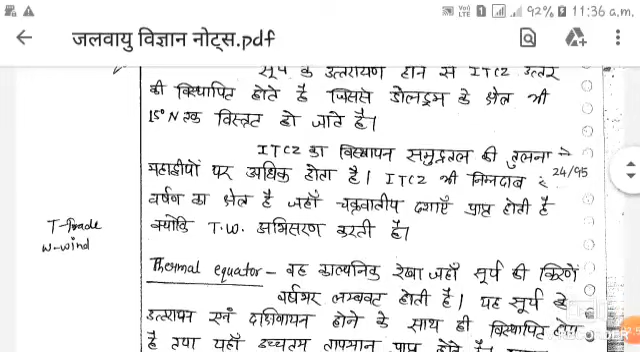 92% 11:36 a.m.
जलवायु विज्ञान नोट्स.pdf
सूर्य के उत्तरायण होने से ITCZ उत्तर
की विस्थापित होते है जिससे डोलड्रम के क्षेत्र भी
15°N तक विस्तृत हो जाते है।
ITCZ का विस्थापन समुद्रतल की तुलना
महाद्वीपों पर अधिक होता है। ITCZ भी निम्नदाब 24/95
वर्षण का क्षेत्र है जहाँ चक्रवातीय दशाएँ प्राप्त होती है
T-Trade
क्योकि T.W. अभिसरण करती है।
W-wind
Thermal equator - वह काल्पनिक रेखा जहाँ सूर्य की किरणें
वर्षभर लम्बवत होती है। यह सूर्य के
उत्तरायन एवं दक्षिणायन होने के साथ ही विस्थापित
है तथा यहाँ उच्चतम तापमान प्राप्त होते है।